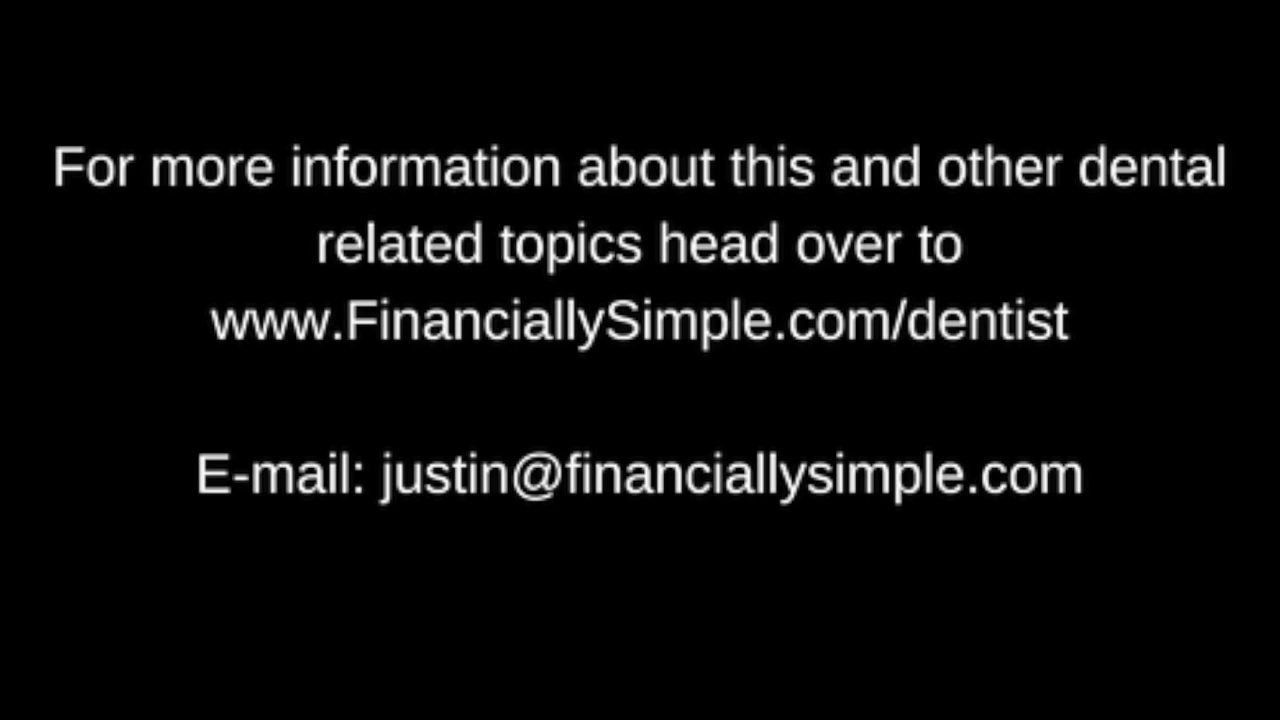 For more information about this and other dental
related topics head over to
www.FinanciallySimple.com/dentist
E-mail: justin@financiallysimple.com